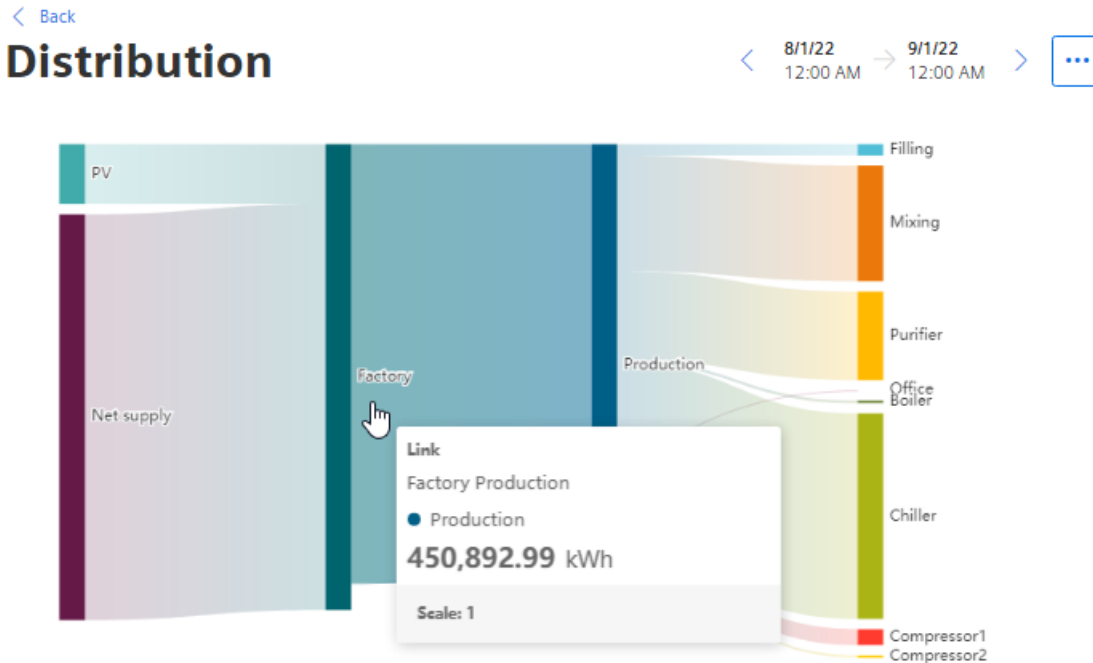 Back
Distribution
8/1/22
12:00 AM
9/1/22
12:00 AM
PV
Net supply
Factory
Production
Filling
Mixing
Purifier
Office
Boiler
Chiller
Compressor1
Compressor2
Link
Factory Production
Production
450,892.99 kWh
Scale: 1